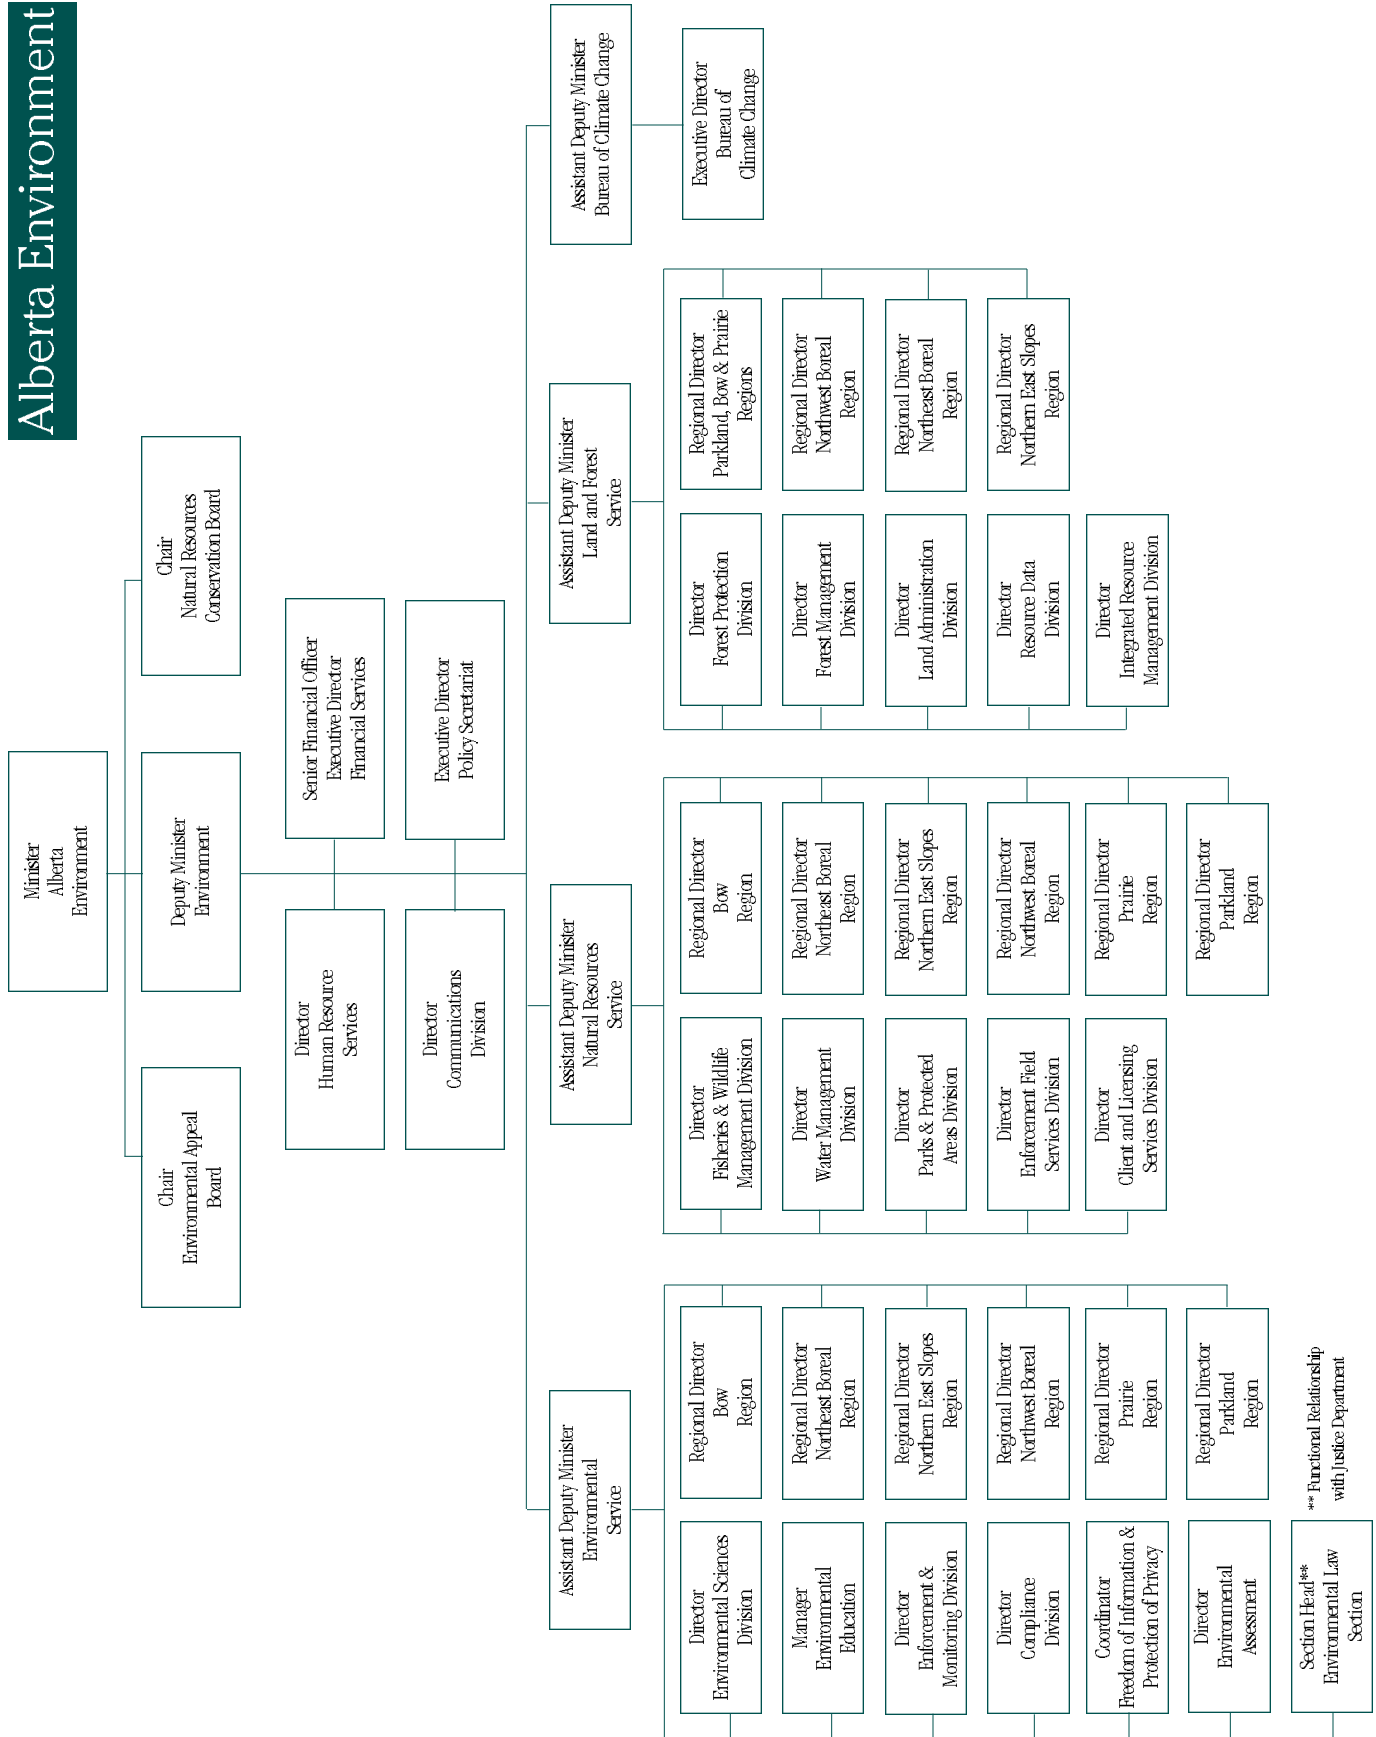 Alberta Environment
Minister
Alberta
Environment
Chair
Environmental Appeal
Board
Deputy Minister
Environment
Chair
Natural Resources
Conservation Board
Director
Human Resource
Services
Senior Financial Officer
Executive Director
Financial Services
Director
Communications
Division
Executive Director
Policy Secretariat
Assistant Deputy Minister
Environmental
Service
Assistant Deputy Minister
Natural Resources
Service
Assistant Deputy Minister
Land and Forest
Service
Assistant Deputy Minister
Bureau of Climate Change
Director
Environmental Sciences
Division
Regional Director
Bow
Region
Manager
Environmental
Education
Regional Director
Northeast Boreal
Region
Director
Enforcement &
Monitoring Division
Regional Director
Northern East Slopes
Region
Director
Compliance
Division
Regional Director
Northwest Boreal
Region
Coordinator
Freedom of Information &
Protection of Privacy
Regional Director
Prairie
Region
Director
Environmental
Assessment
Regional Director
Parkland
Region
Section Head**
Environmental Law
Section
** Functional Relationship
with Justice Department
Director
Fisheries & Wildlife
Management Division
Regional Director
Bow
Region
Director
Water Management
Division
Regional Director
Northeast Boreal
Region
Director
Parks & Protected
Areas Division
Regional Director
Northern East Slopes
Region
Director
Enforcement Field
Services Division
Regional Director
Northwest Boreal
Region
Director
Client and Licensing
Services Division
Regional Director
Prairie
Region
Regional Director
Parkland
Region
Director
Forest Protection
Division
Regional Director
Parkland, Bow & Prairie
Regions
Director
Forest Management
Division
Regional Director
Northwest Boreal
Region
Director
Land Administration
Division
Regional Director
Northeast Boreal
Region
Director
Resource Data
Division
Regional Director
Northern East Slopes
Region
Director
Integrated Resource
Management Division
Executive Director
Bureau of
Climate Change